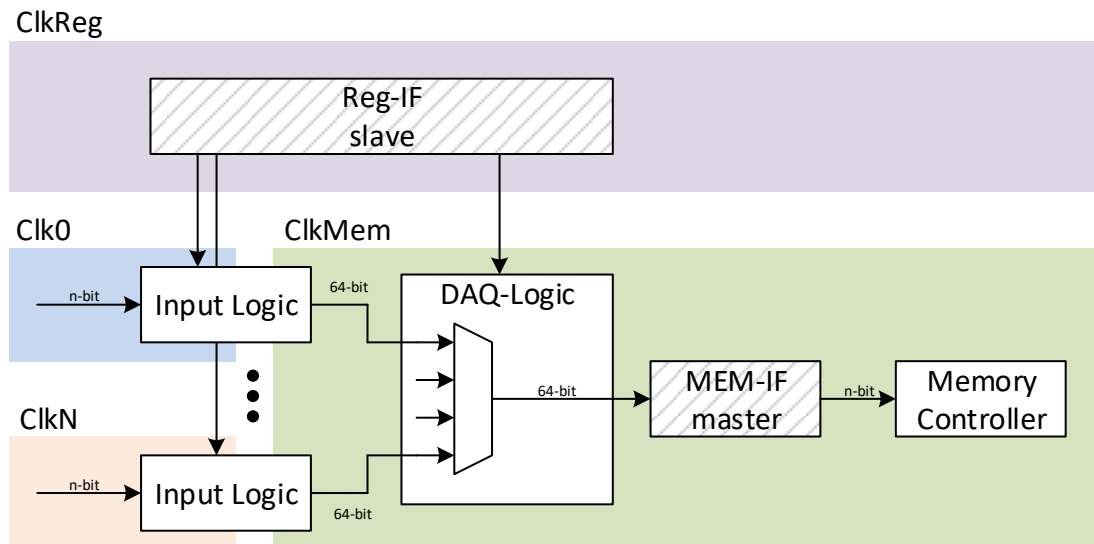 ClkReg
Reg-IF
slave
Clk0
ClkMem
n-bit
Input Logic
64-bit
DAQ-Logic
64-bit
MEM-IF
master
n-bit
Memory
Controller
ClkN
n-bit
Input Logic
64-bit